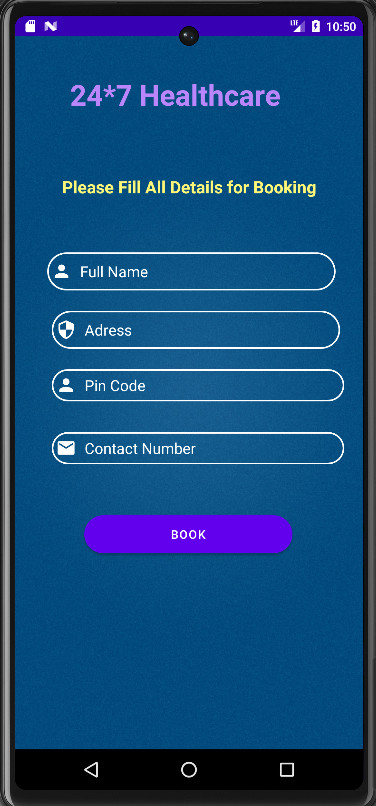 LTE 10:50
24*7 Healthcare
Please Fill All Details for Booking
Full Name
Adress
Pin Code
Contact Number
BOOK